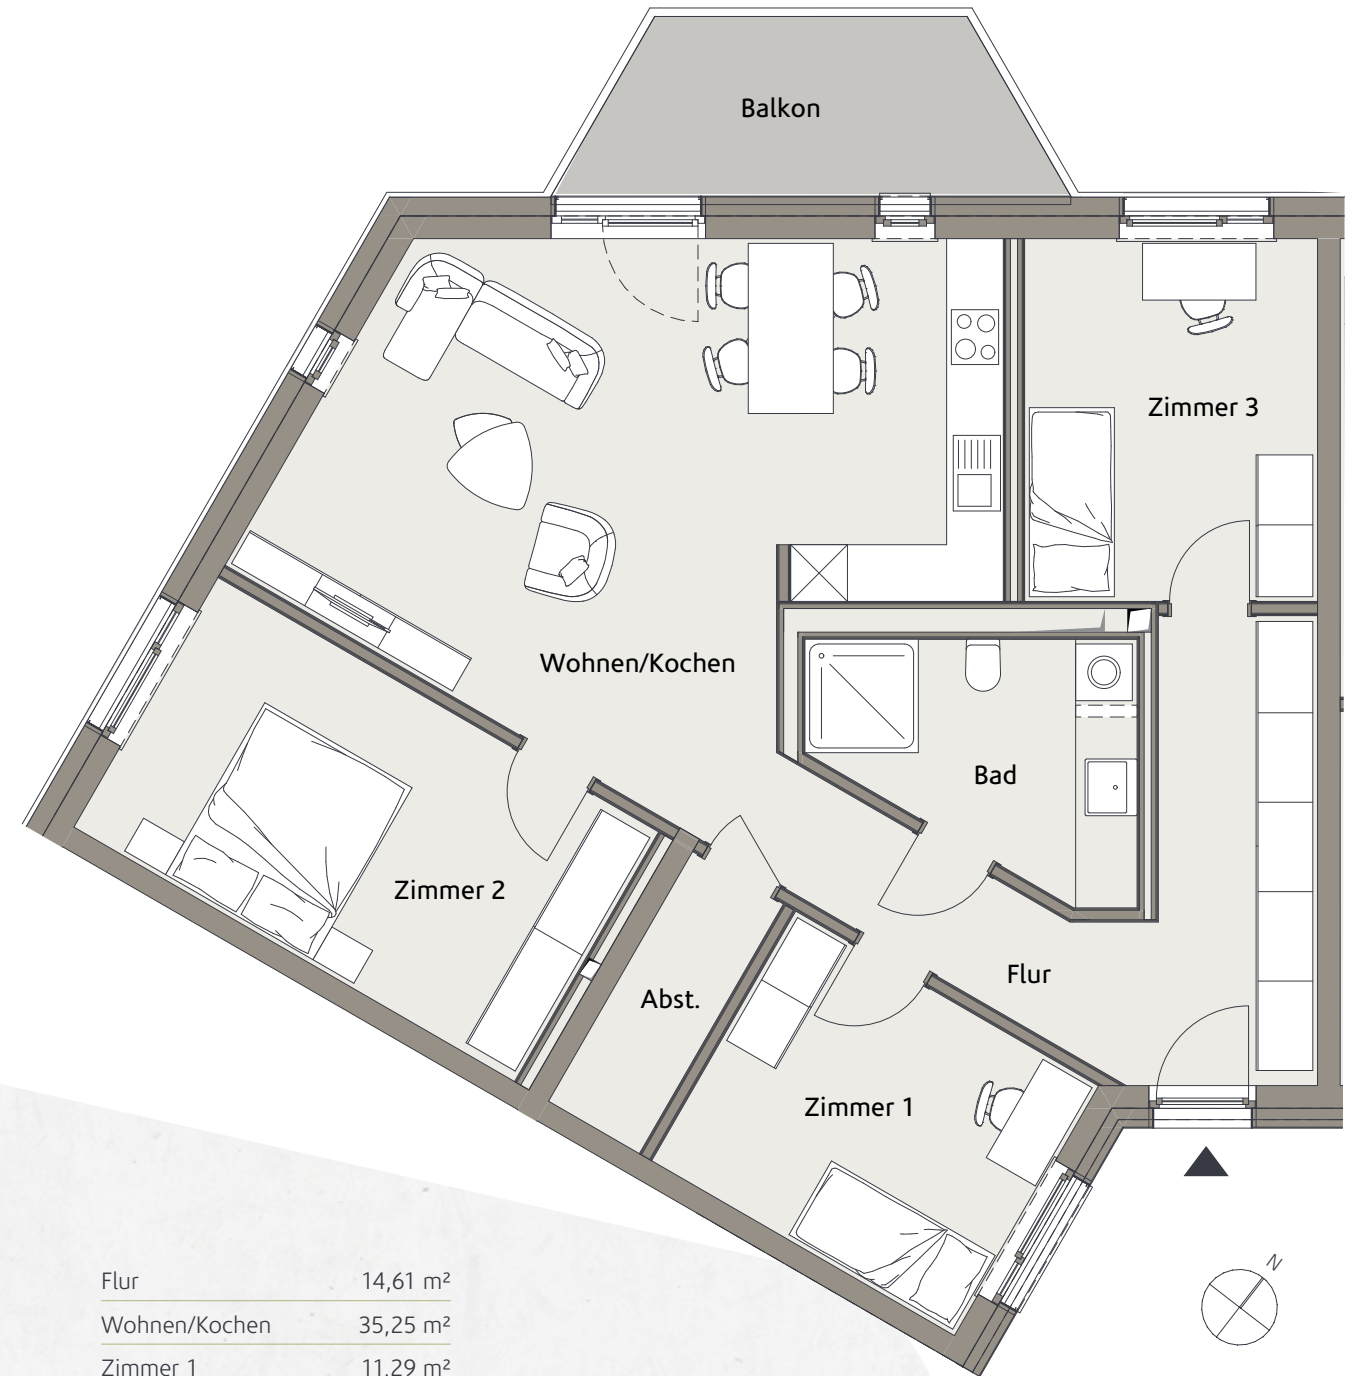 Balkon
Zimmer 3
Wohnen/Kochen
Bad
Zimmer 2
Flur
Abst.
Zimmer 1
N
Flur 14,61 m²
Wohnen/Kochen 35,25 m²
Zimmer 1 11,29 m²